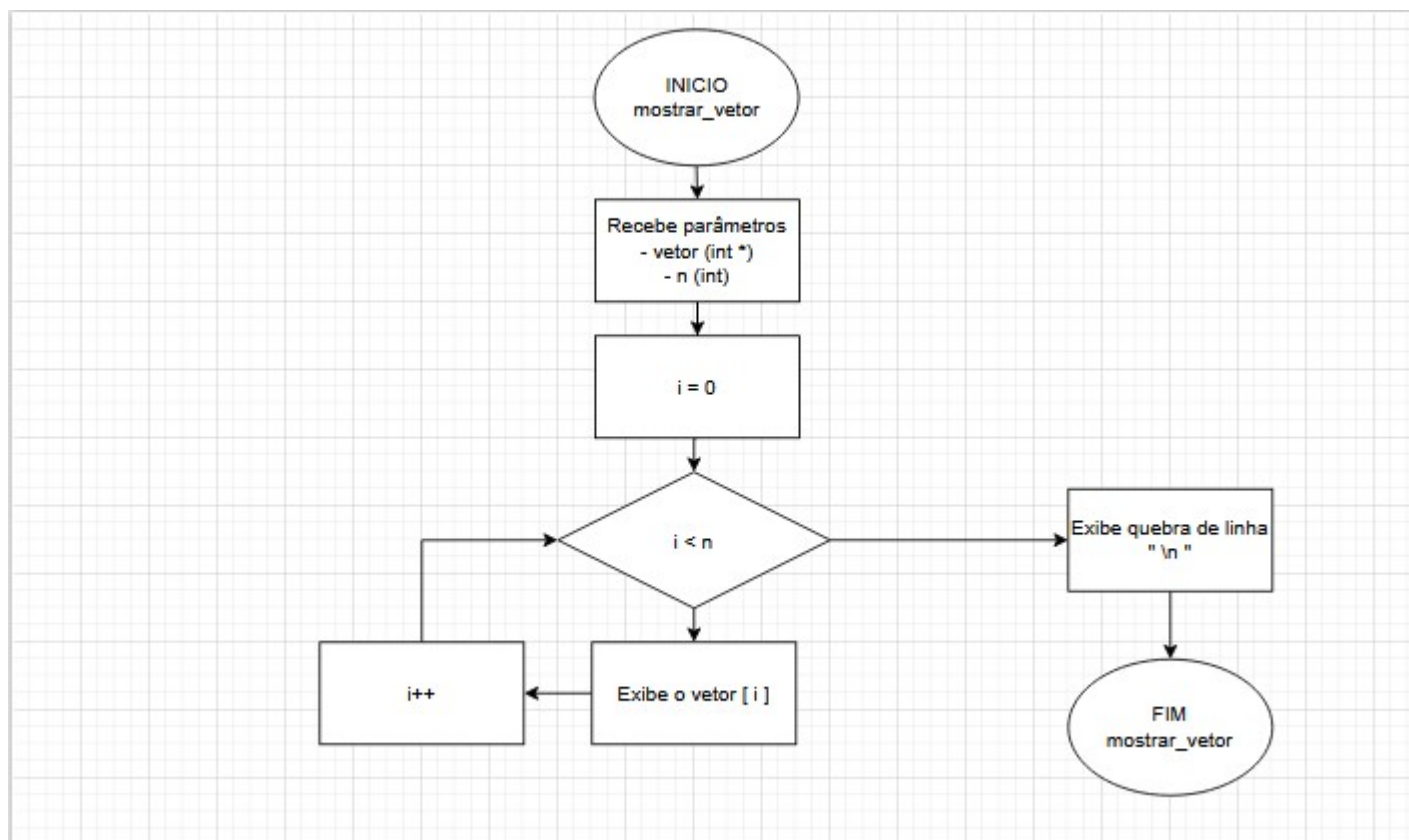 INICIO
mostrar_vetor
Recebe parâmetros
- vetor (int *)
- n (int)
i = 0
i < n
Exibe quebra de linha
" \n "
i++
Exibe o vetor [ i ]
FIM
mostrar_vetor